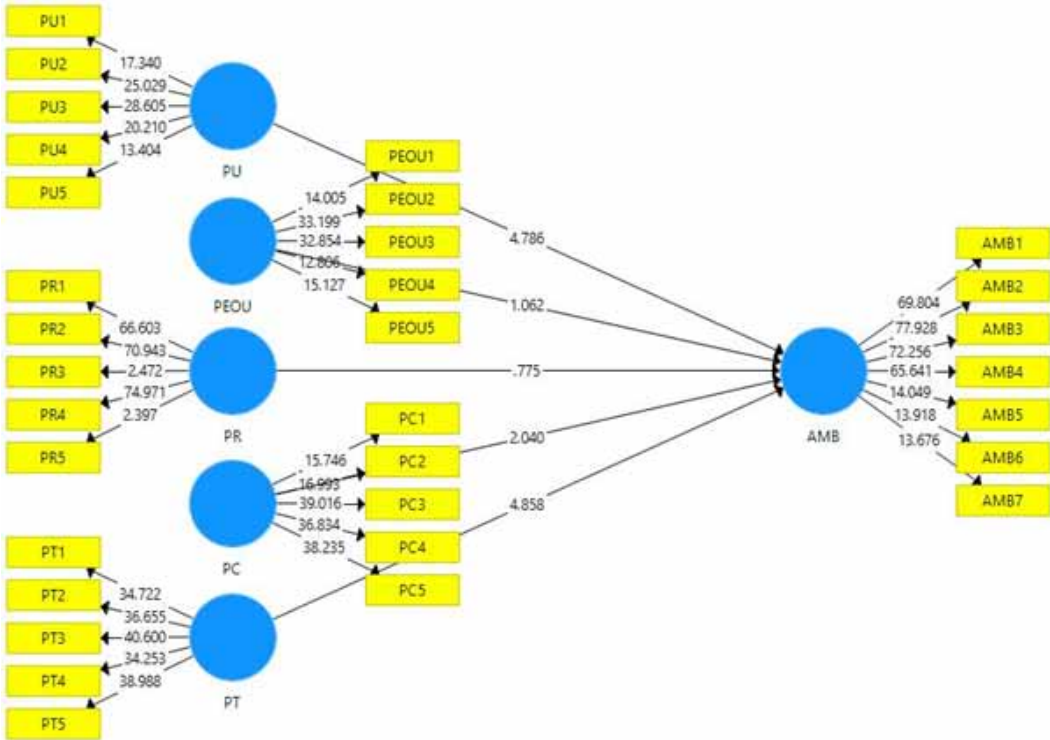 PU1
PU2
PU3
PU4
PU5
17.340
25.029
28.605
20.210
13.404
PU
PEOU1
PEOU2
PEOU3
PEOU4
PEOU5
14.005
33.199
32.854
12.806
15.127
PEOU
PR1
PR2
PR3
PR4
PR5
66.603
70.943
2.472
74.971
2.397
PR
PC1
PC2
PC3
PC4
PC5
15.746
16.993
39.016
36.834
38.235
PC
PT1
PT2
PT3
PT4
PT5
34.722
36.655
40.600
34.253
38.988
PT
4.786
1.062
.775
2.040
4.858
AMB
69.804
77.928
72.256
65.641
14.049
13.918
13.676
AMB1
AMB2
AMB3
AMB4
AMB5
AMB6
AMB7